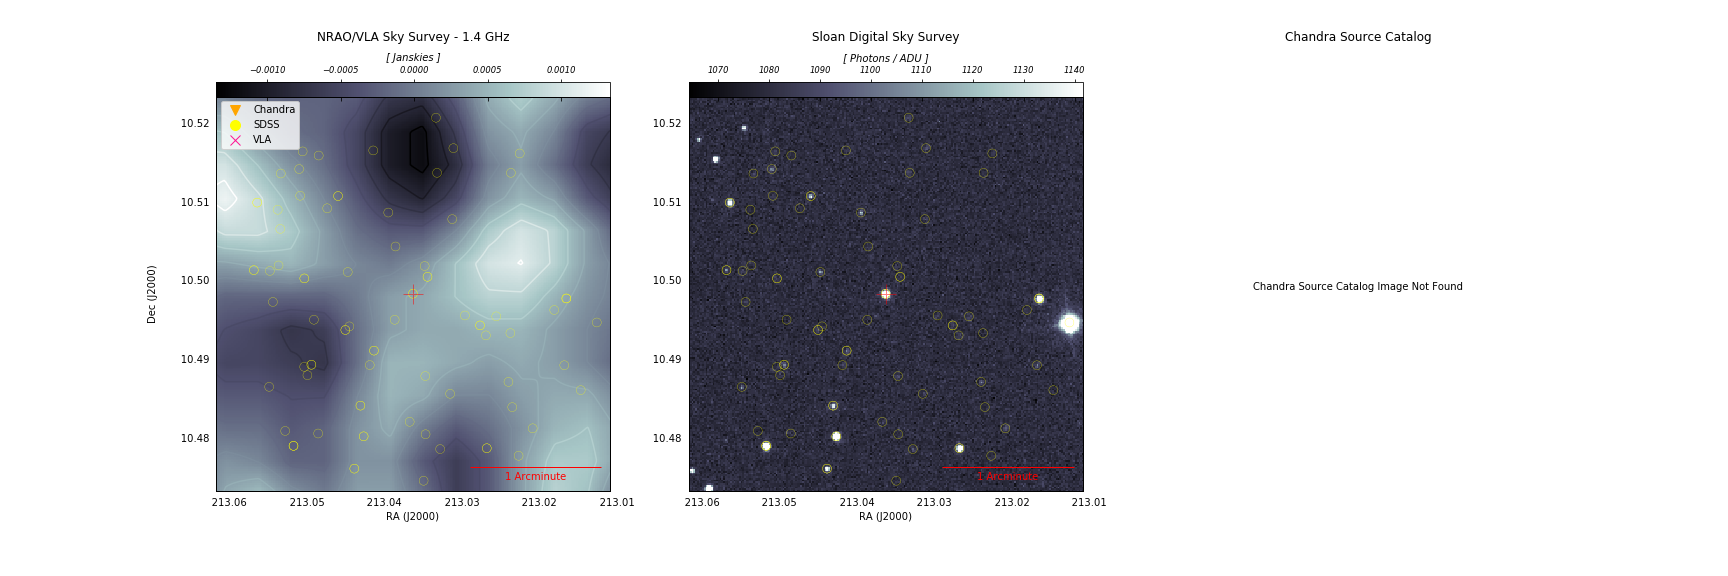 NRAO/VLA Sky Survey - 1.4 GHz
[ Janskies ]
−0.0010 −0.0005 0.0000 0.0005 0.0010
Chandra
SDSS
VLA
10.52
10.51
10.50
10.49
10.48
Dec (J2000)
1 Arcminute
213.06 213.05 213.04 213.03 213.02 213.01
RA (J2000)
Sloan Digital Sky Survey
[ Photons / ADU ]
1070 1080 1090 1100 1110 1120 1130 1140
10.52
10.51
10.50
10.49
10.48
1 Arcminute
213.06 213.05 213.04 213.03 213.02 213.01
RA (J2000)
Chandra Source Catalog
Chandra Source Catalog Image Not Found